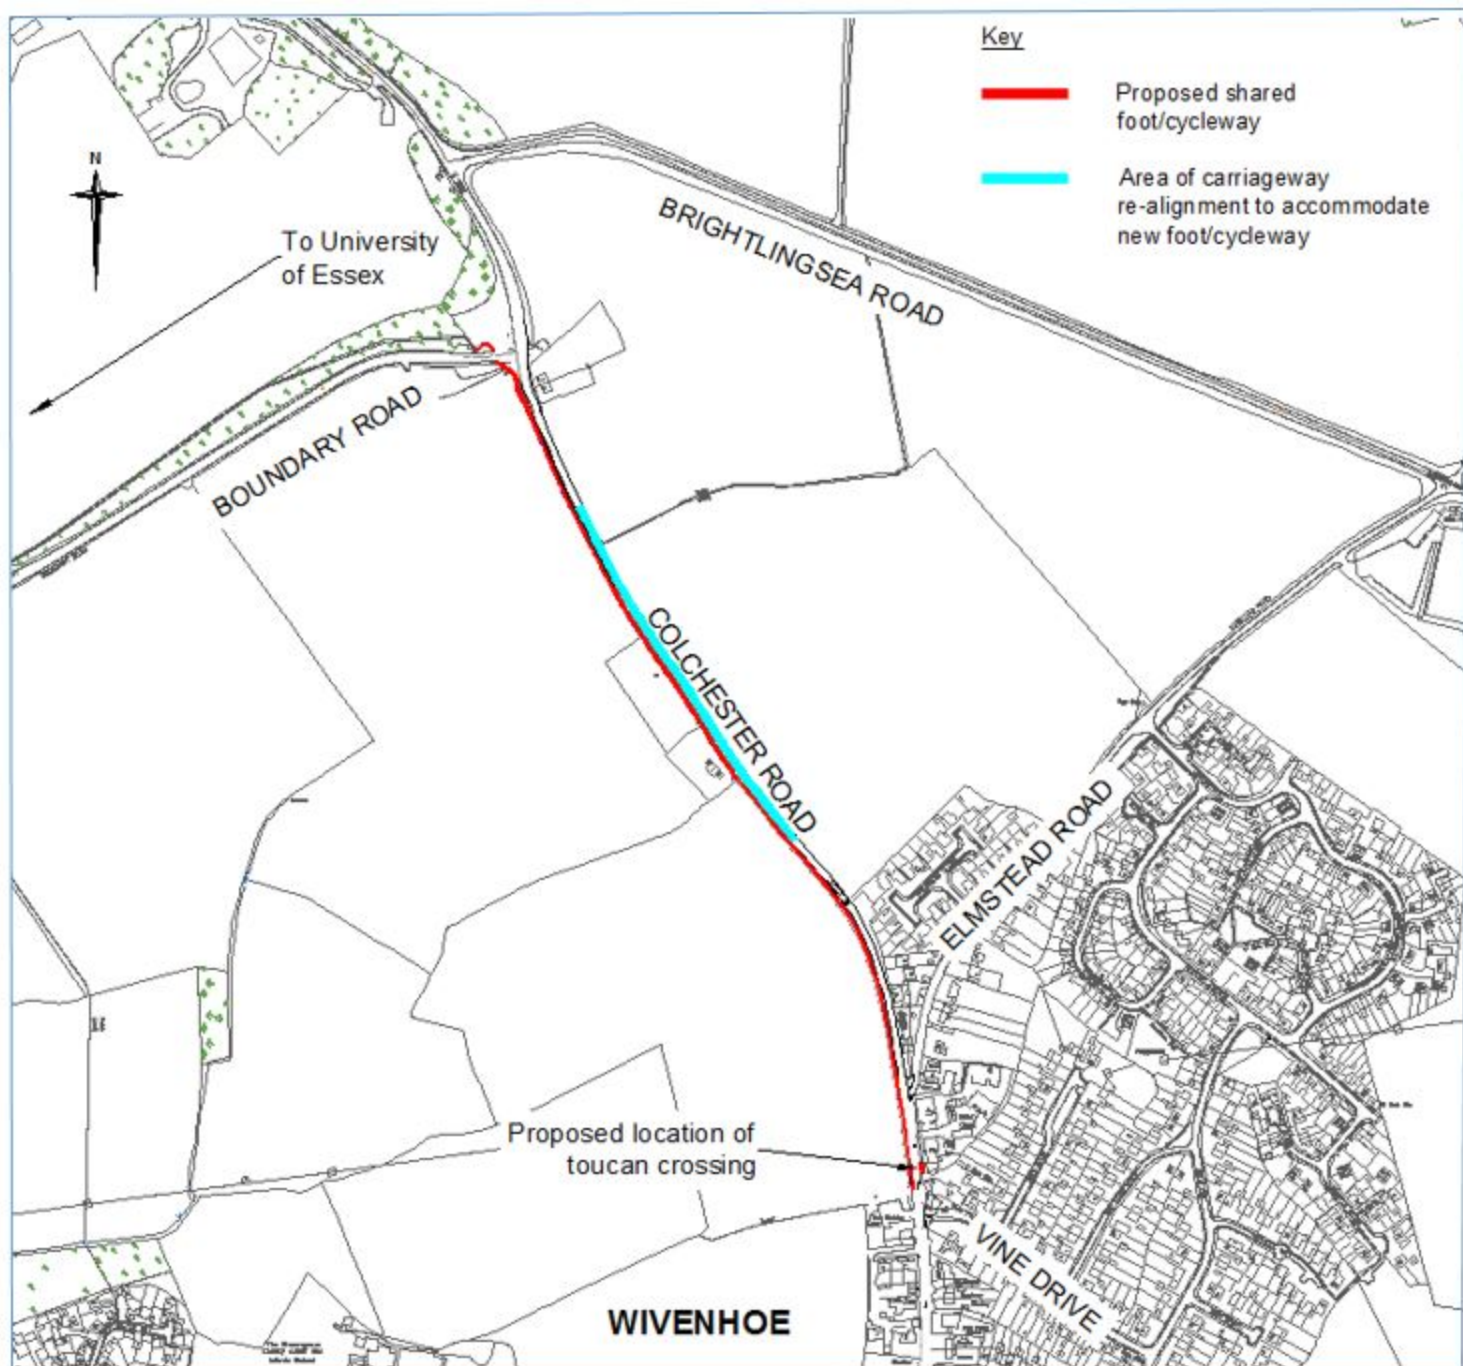 Key
Proposed shared
foot/cycleway
Area of carriageway
re-alignment to accommodate
new foot/cycleway
N
To University
of Essex
BRIGHTLINGSEA ROAD
BOUNDARY ROAD
COLCHESTER ROAD
ELMSTEAD ROAD
Proposed location of
toucan crossing
VINE DRIVE
WIVENHOE